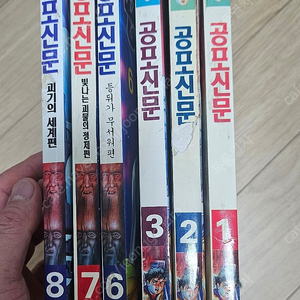 공포신문
괴기의 세계편
8
공포신문
빛나는 괴물의 정체편
7
공포신문
등뒤가 무서워편
6
공포신문
3
공포신문
2
공포신문
1